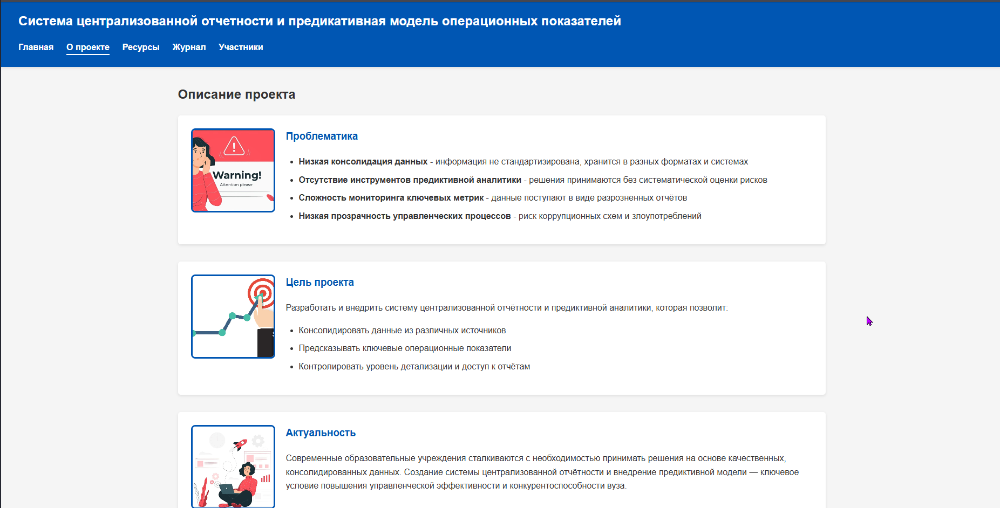 Система централизованной отчетности и предикативная модель операционных показателей
Главная О проекте Ресурсы Журнал Участники
Описание проекта
Warning!
Attention please
Проблематика
Низкая консолидация данных - информация не стандартизирована, хранится в разных форматах и системах
Отсутствие инструментов предиктивной аналитики - решения принимаются без систематической оценки рисков
Сложность мониторинга ключевых метрик - данные поступают в виде разрозненных отчётов
Низкая прозрачность управленческих процессов - риск коррупционных схем и злоупотреблений
Цель проекта
Разработать и внедрить систему централизованной отчётности и предиктивной аналитики, которая позволит:
Консолидировать данные из различных источников
Предсказывать ключевые операционные показатели
Контролировать уровень детализации и доступ к отчётам
Актуальность
Современные образовательные учреждения сталкиваются с необходимостью принимать решения на основе качественных,
консолидированных данных. Создание системы централизованной отчётности и внедрение предиктивной модели — ключевое
условие повышения управленческой эффективности и конкурентоспособности вуза.